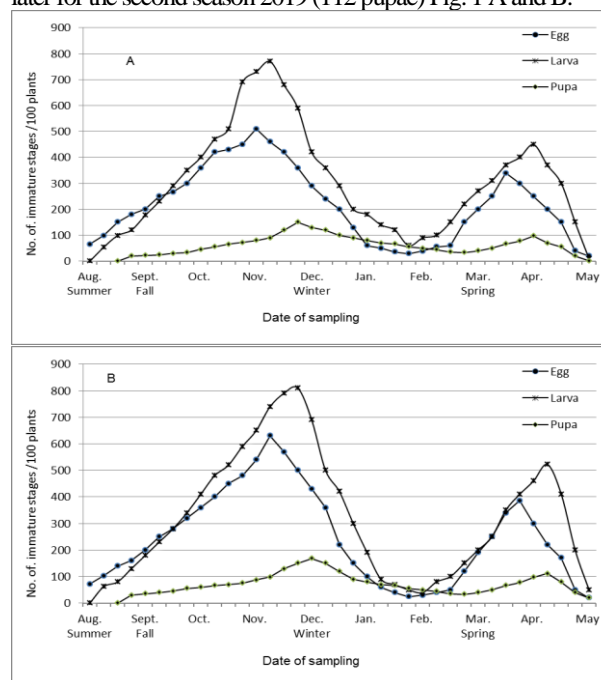 later for the second season 2019 (112 pupae) Fig. 1 A and B.
A
Egg
Larva
Pupa
900
800
700
600
500
400
300
200
100
0
No. of immature stages /100 plants
Aug. Sept. Oct. Nov. Dec. Jan. Feb. Mar. Apr. May
Summer Fall Winter Spring
Date of sampling
B
Egg
Larva
Pupa
900
800
700
600
500
400
300
200
100
0
No. of immature stages /100 plants
Aug. Sept. Oct. Nov. Dec. Jan. Feb. Mar. Apr. May
Summer Fall Winter Spring
Date of sampling